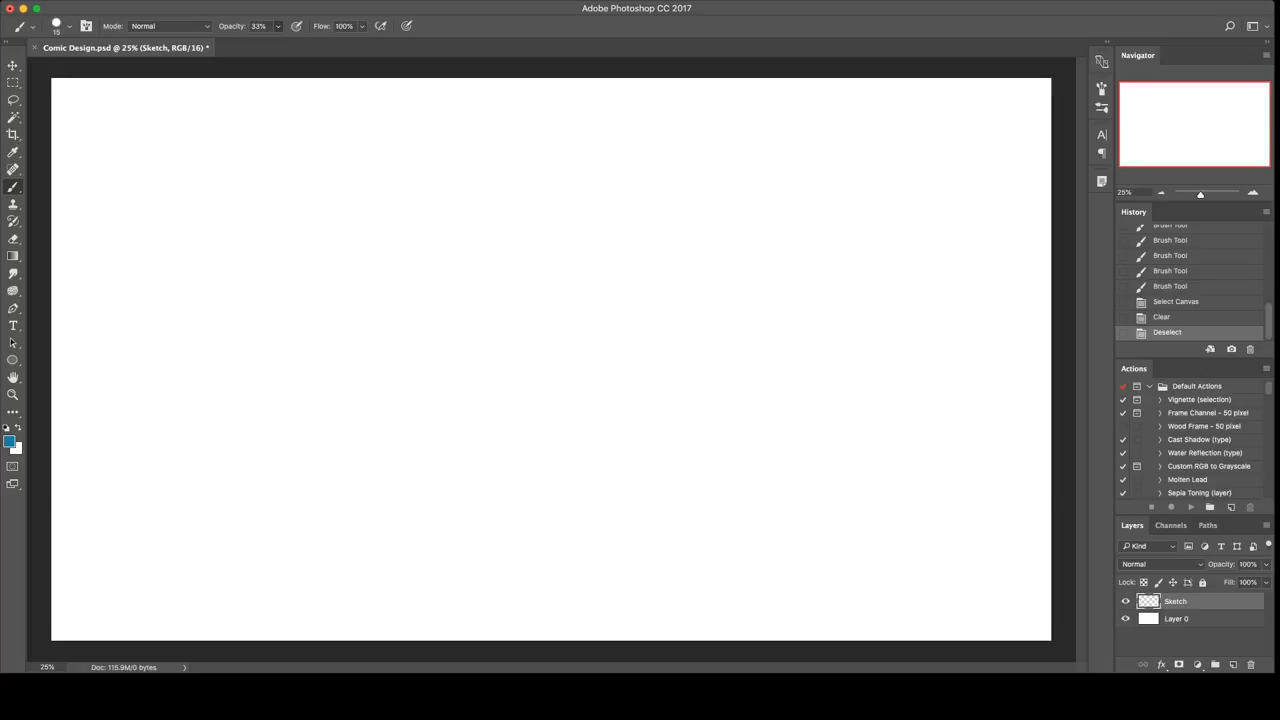 Adobe Photoshop CC 2017
15
Mode: Normal Opacity: 33% Flow: 100%
Comic Design.psd @ 25% (Sketch, RGB/16) *
Navigator
25%
History
Brush Tool
Brush Tool
Brush Tool
Brush Tool
Brush Tool
Select Canvas
Clear
Deselect
Actions
Default Actions
Vignette (selection)
Frame Channel - 50 pixel
Wood Frame - 50 pixel
Cast Shadow (type)
Water Reflection (type)
Custom RGB to Grayscale
Molten Lead
Sepia Toning (layer)
Layers Channels Paths
Kind
Normal Opacity: 100%
Lock: Fill: 100%
Sketch
Layer 0
fx
25% Doc: 115.9M/0 bytes